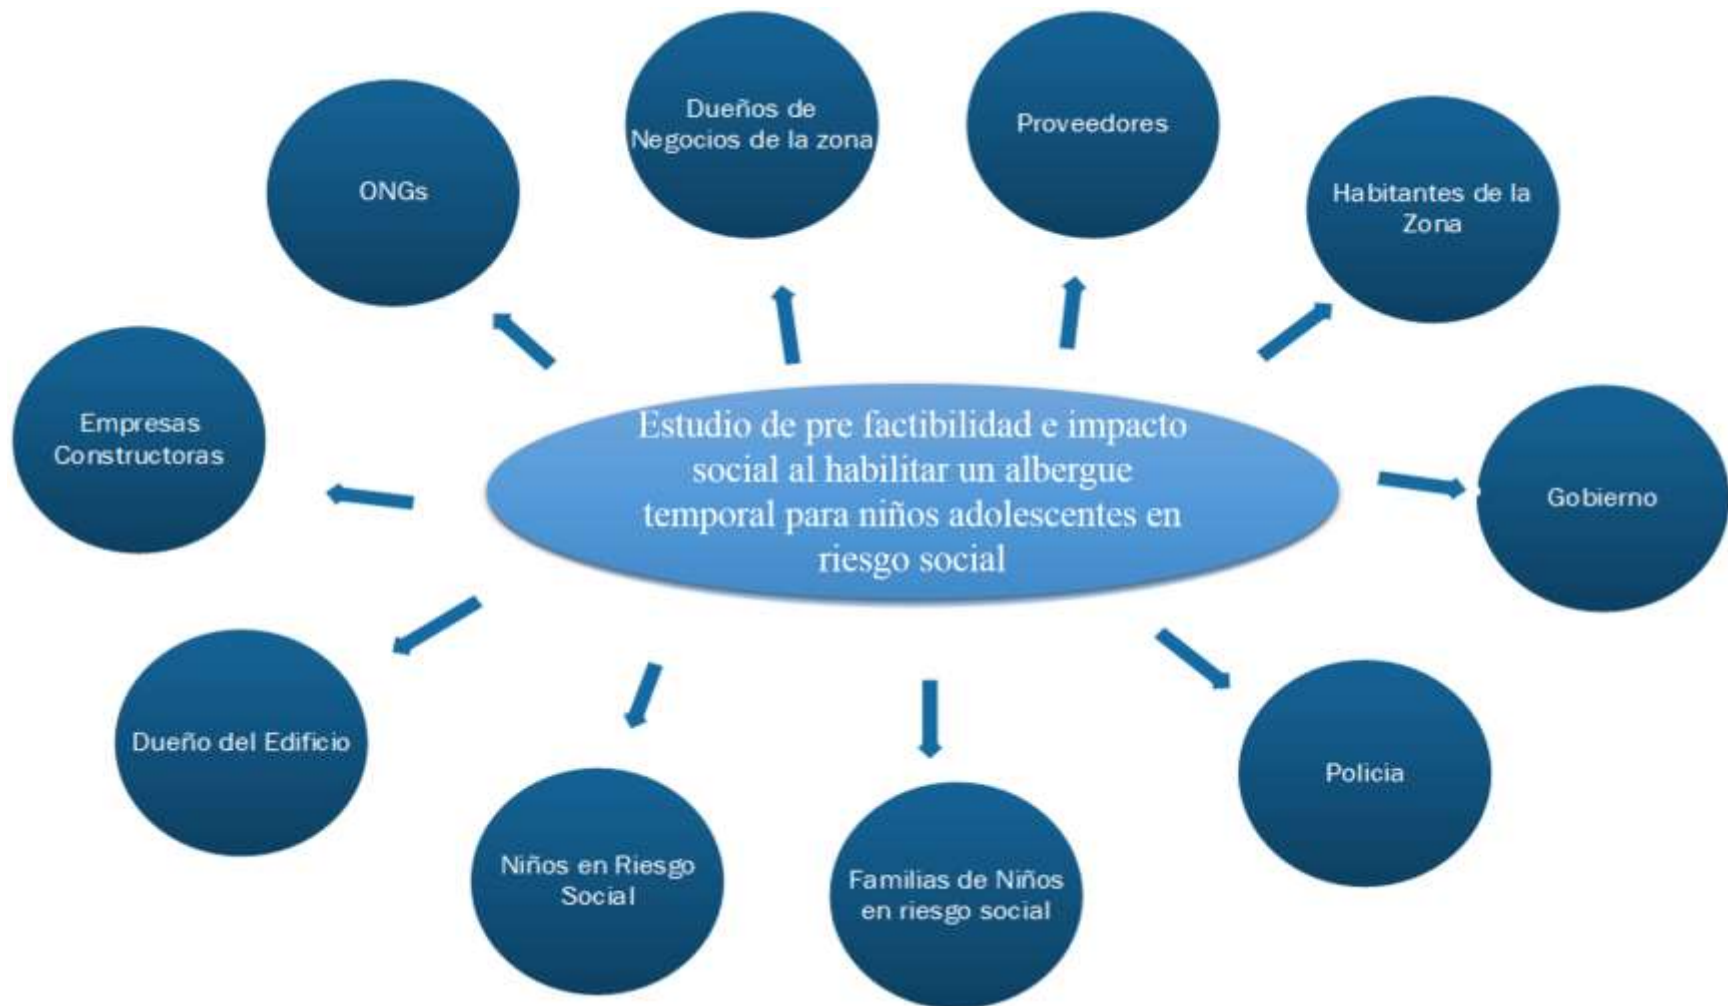 Dueños de
Negocios de la zona
Proveedores
ONGs
Habitantes de la
Zona
Empresas
Constructoras
Estudio de pre factibilidad e impacto
social al habilitar un albergue
temporal para niños adolescentes en
riesgo social
Gobierno
Dueño del Edificio
Policia
Niños en Riesgo
Social
Familias de Niños
en riesgo social